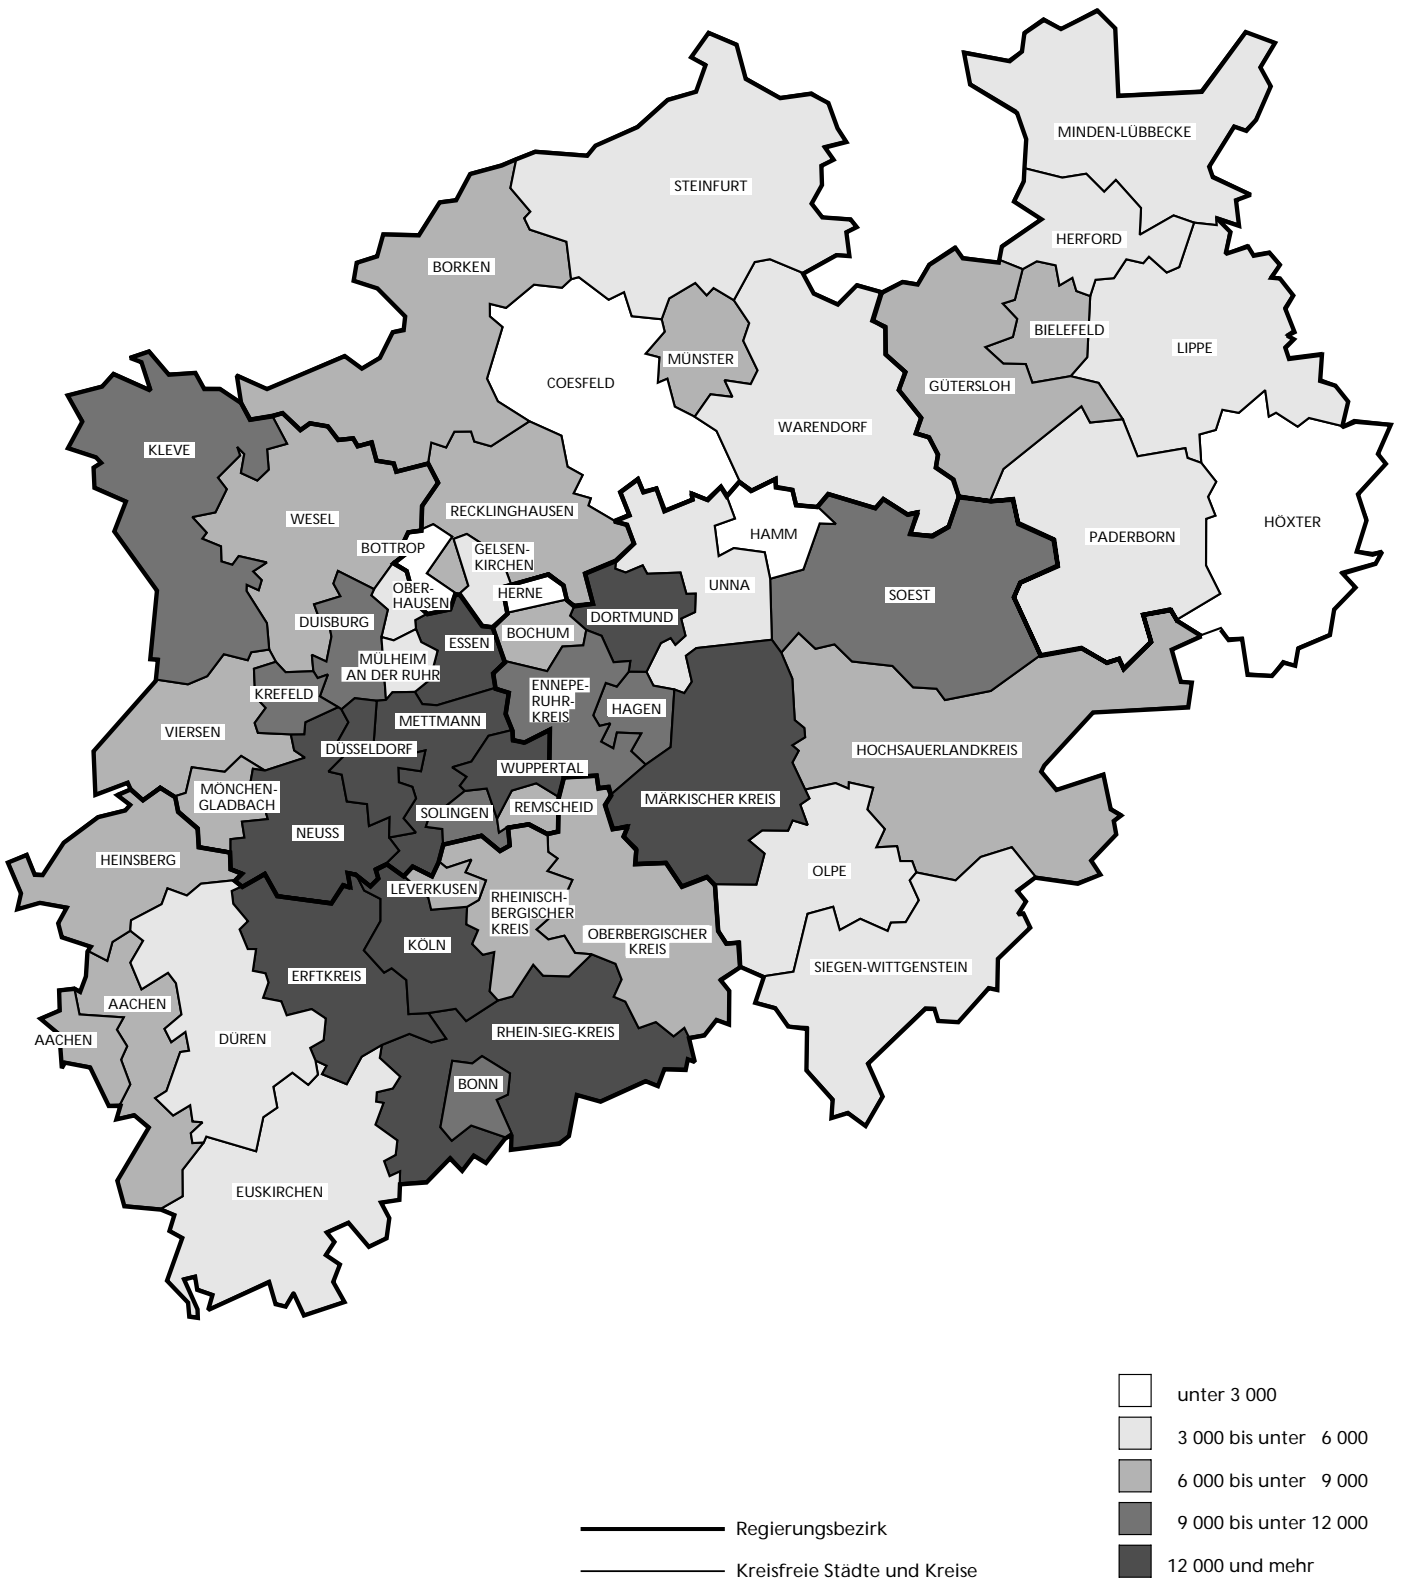 MINDEN-LÜBBECKE
STEINFURT
HERFORD
BORKEN
BIELEFELD
LIPPE
MÜNSTER
COESFELD
GÜTERSLOH
WARENDORF
KLEVE
RECKLINGHAUSEN
WESEL
HÖXTER
HAMM
PADERBORN
BOTTROP
GELSEN-
KIRCHEN
UNNA
OBER-
HAUSEN
HERNE
SOEST
DORTMUND
DUISBURG
BOCHUM
ESSEN
MÜLHEIM
AN DER RUHR
ENNEPE-
RUHR-
KREIS
KREFELD
HAGEN
METTMANN
VIERSEN
DÜSSELDORF
HOCHSAUERLANDKREIS
WUPPERTAL
MÖNCHEN-
GLADBACH
MÄRKISCHER KREIS
REMSCHEID
SOLINGEN
NEUSS
HEINSBERG
OLPE
LEVERKUSEN
RHEINISCH-
BERGISCHER
KREIS
OBERBERGISCHER
KREIS
KÖLN
SIEGEN-WITTGENSTEIN
ERFTKREIS
AACHEN
RHEIN-SIEG-KREIS
AACHEN
DÜREN
BONN
EUSKIRCHEN
unter 3 000
3 000 bis unter 6 000
6 000 bis unter 9 000
9 000 bis unter 12 000
12 000 und mehr
Regierungsbezirk
Kreisfreie Städte und Kreise